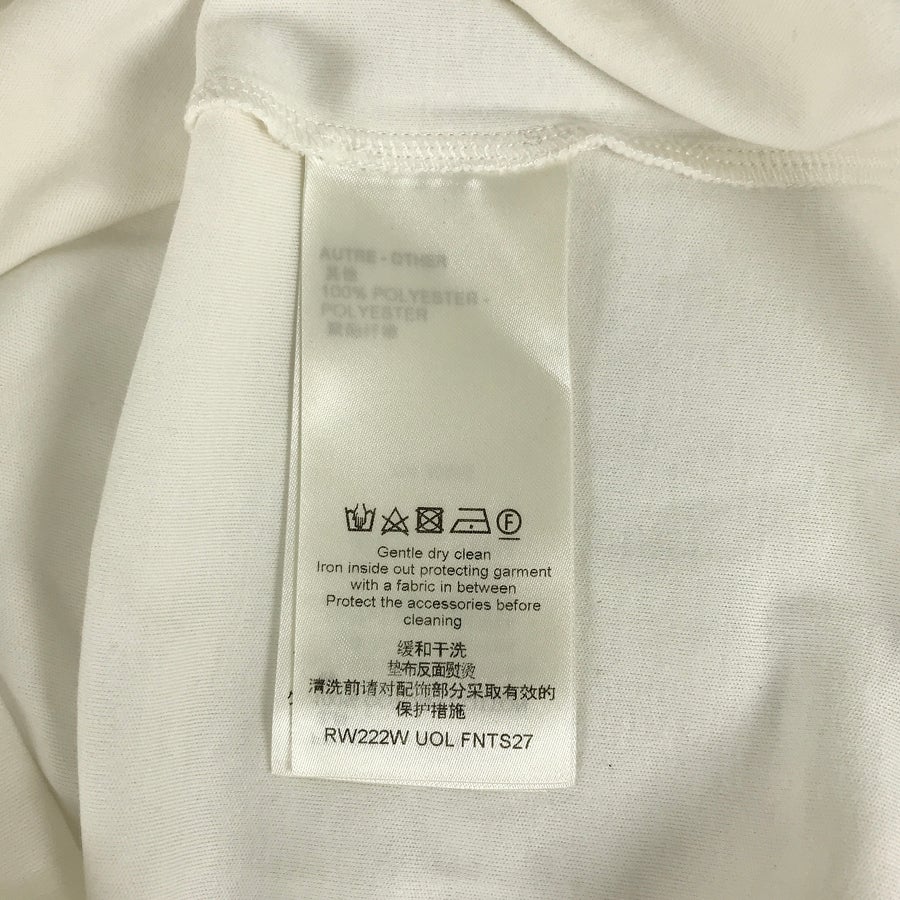 AUTRE - OTHER
其他
100% POLYESTER -
POLYESTER
聚酯纤维
Gentle dry clean
Iron inside out protecting garment
with a fabric in between
Protect the accessories before
cleaning
缓和干洗
垫布反面熨烫
清洗前请对配饰部分采取有效的
保护措施
RW222W UOL FNTS27